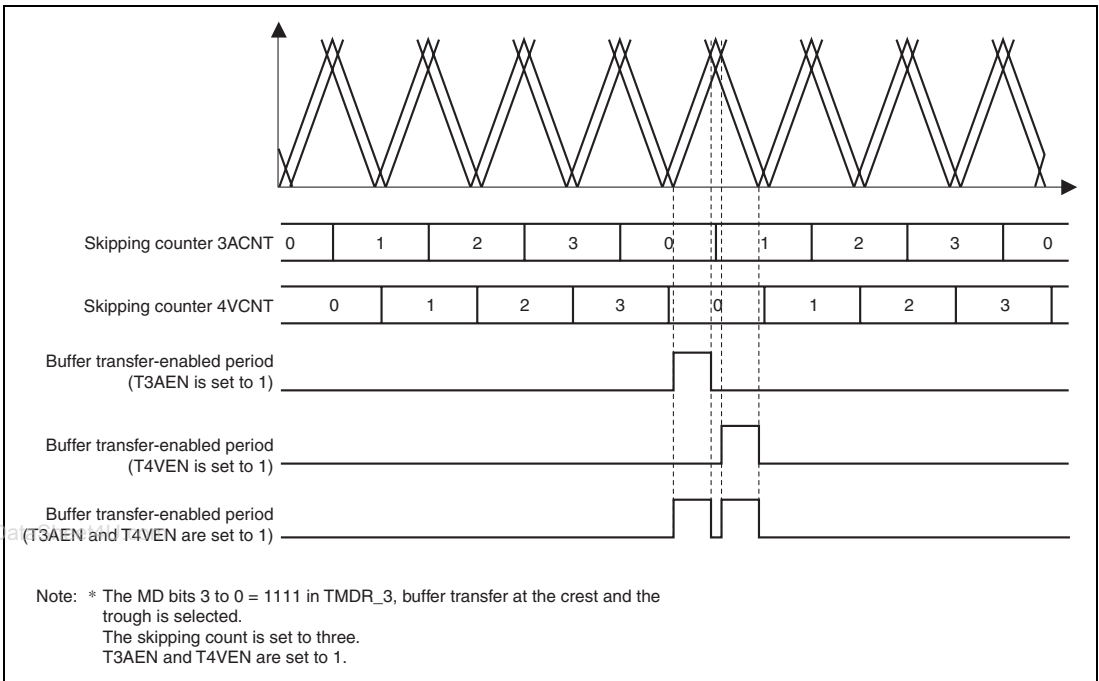 Skipping counter 3ACNT 0 1 2 3 0 1 2 3 0
Skipping counter 4VCNT 0 1 2 3 0 1 2 3
Buffer transfer-enabled period
(T3AEN is set to 1)
Buffer transfer-enabled period
(T4VEN is set to 1)
Buffer transfer-enabled period
(T3AEN and T4VEN are set to 1)
Note: * The MD bits 3 to 0 = 1111 in TMDR_3, buffer transfer at the crest and the
trough is selected.
The skipping count is set to three.
T3AEN and T4VEN are set to 1.